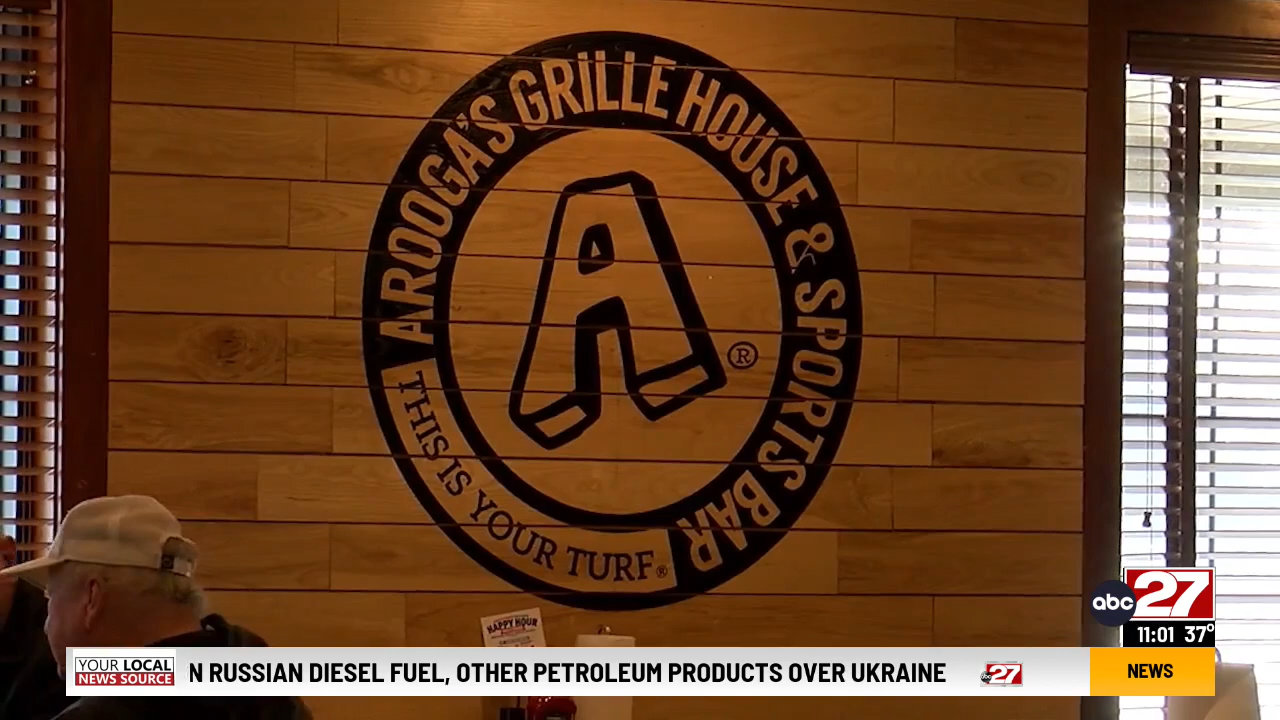 AROOGA'S GRILLE HOUSE & SPORTS BAR
A
®
THIS IS YOUR TURF®
HAPPY HOUR
abc 27
11:01 37°
YOUR LOCAL
NEWS SOURCE
N RUSSIAN DIESEL FUEL, OTHER PETROLEUM PRODUCTS OVER UKRAINE
abc 27
NEWS